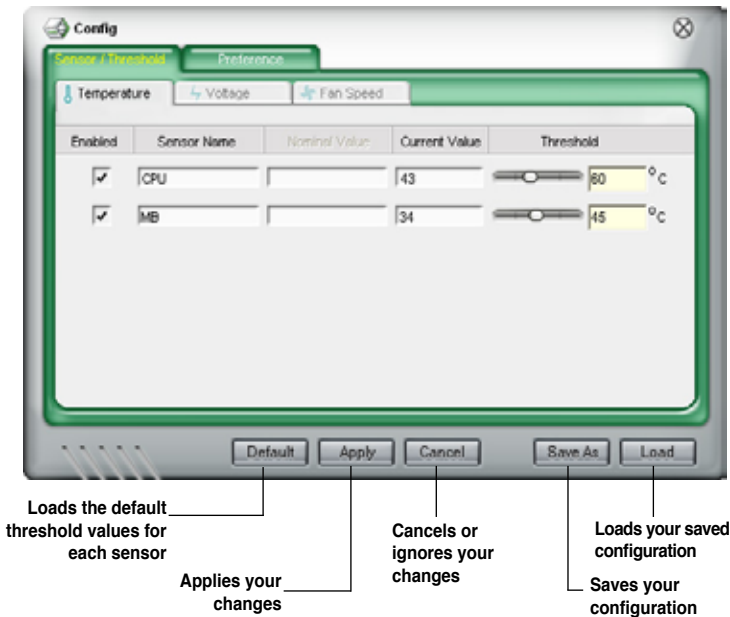 Config
Sensor / Threshold Preference
Temperature Voltage Fan Speed
Enabled Sensor Name Nominal Value Current Value Threshold
CPU 43 60 °C
MB 34 45 °C
Default Apply Cancel Save As Load
Loads the default
threshold values for
each sensor
Applies your
changes
Cancels or
ignores your
changes
Saves your
configuration
Loads your saved
configuration